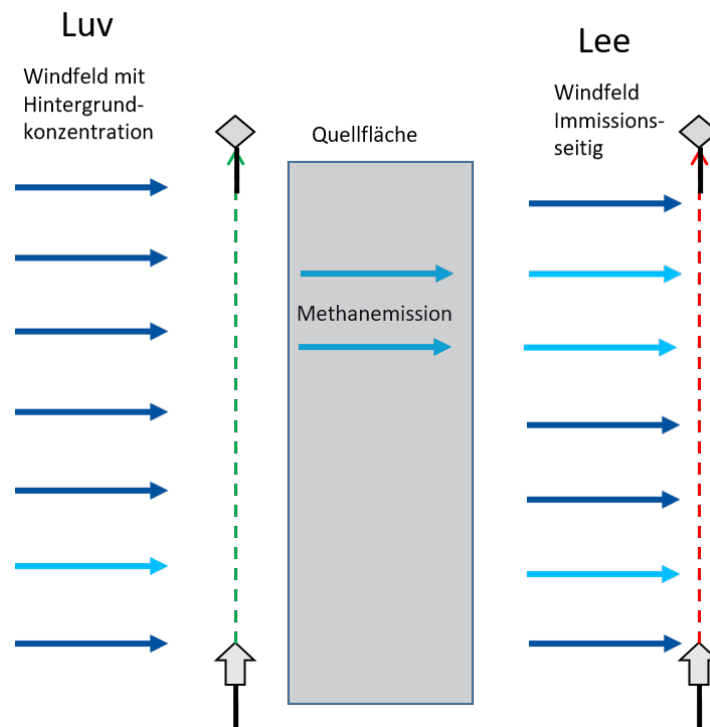 Luv
Windfeld mit
Hintergrund-
konzentration
Quellfläche
Methanemission
Lee
Windfeld
Immissions-
seitig